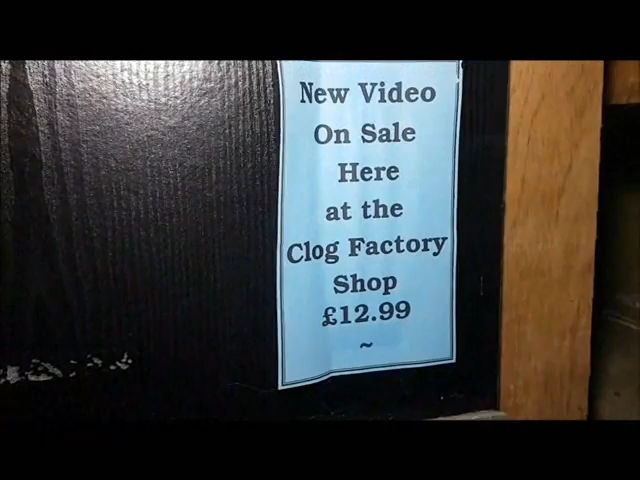 New Video
On Sale
Here
at the
Clog Factory
Shop
£12.99
~